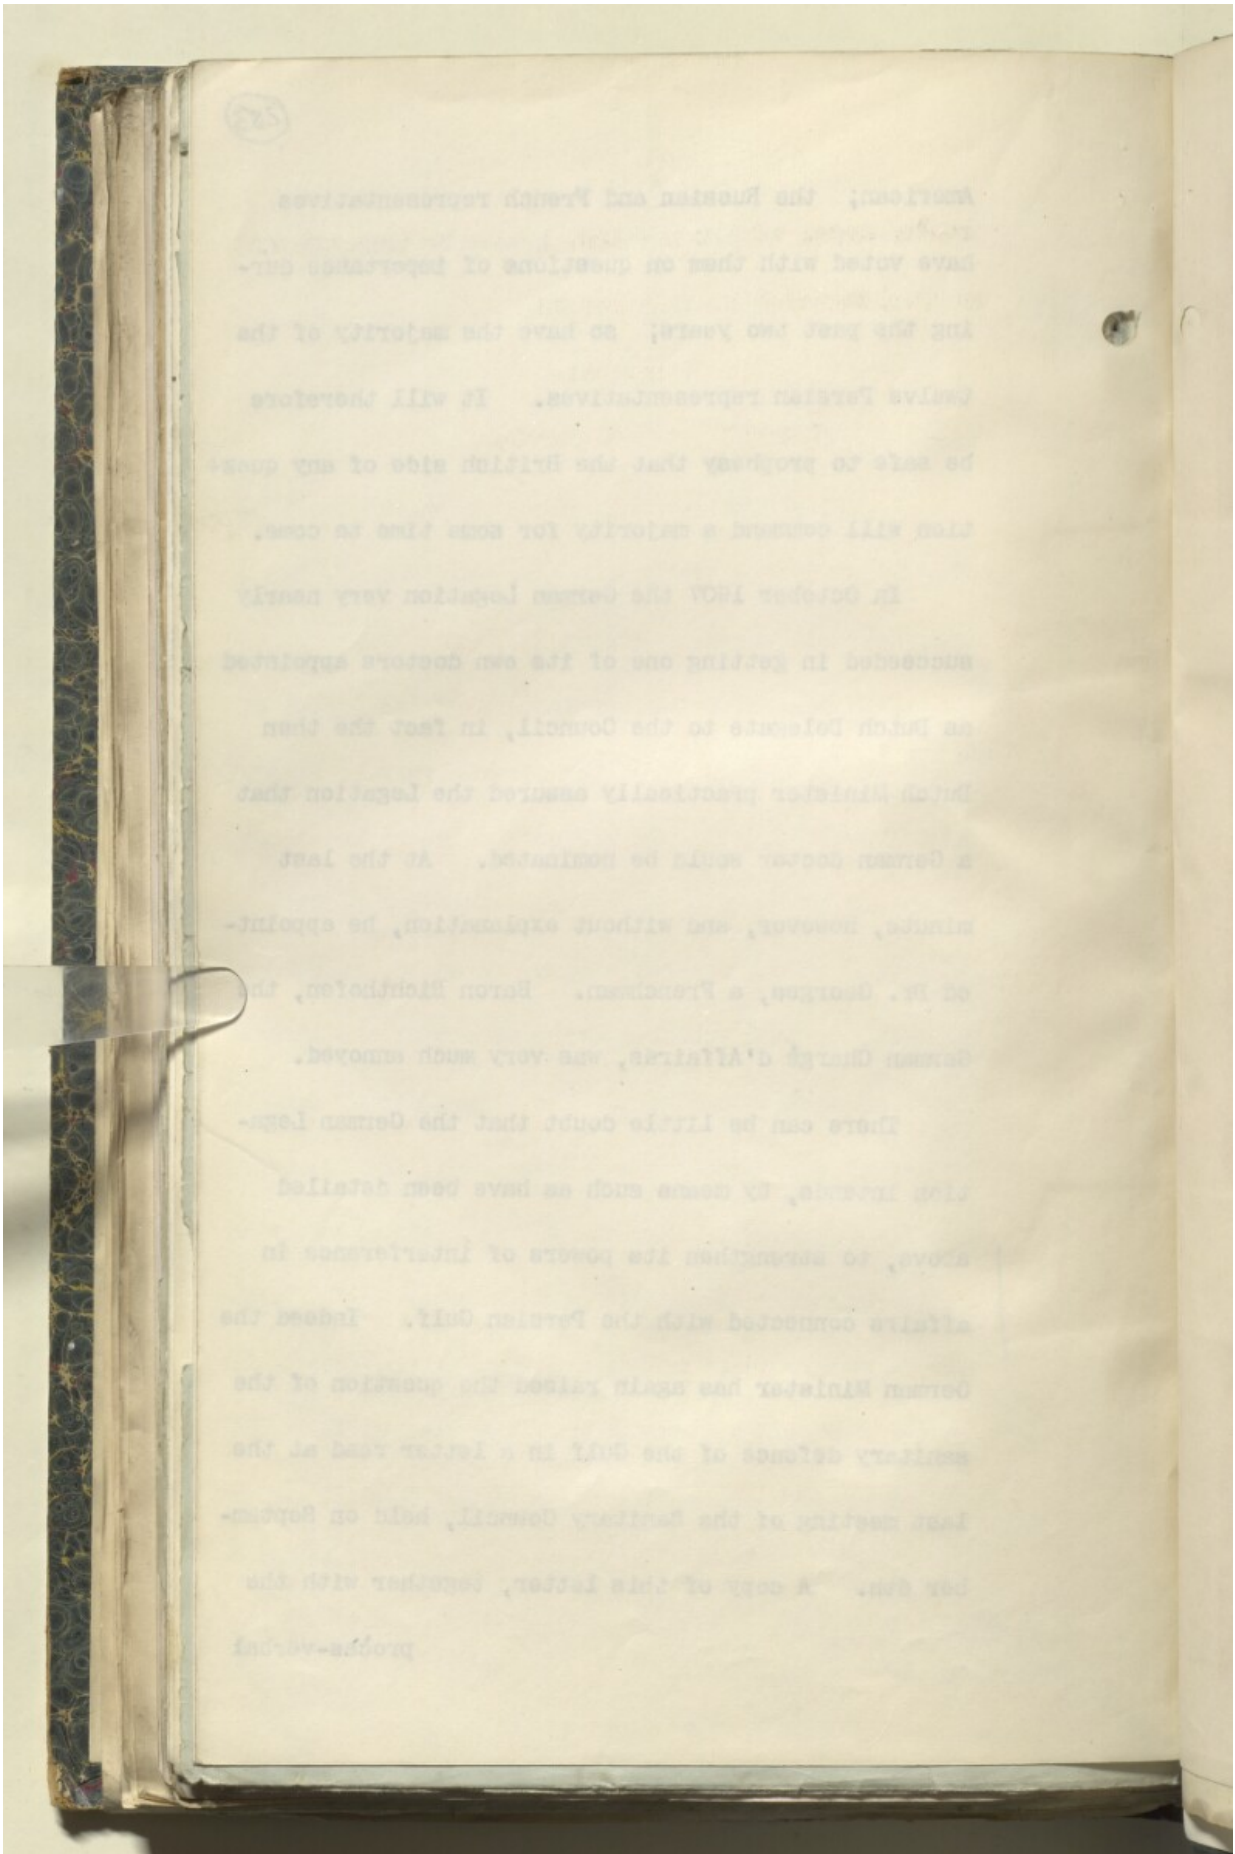 253
American; the Russian and French representatives
have voted with them on questions of importance dur-
ing the past two years; so have the majority of the
twelve Persian representatives. It will therefore
be safe to prophesy that the British side of any ques-
tion will command a majority for some time to come.
In October 1907 the German Legation very nearly
succeeded in getting one of its own doctors appointed
as Dutch Delegate to the Council, in fact the then
Dutch Minister practically assured the Legation that
a German Doctor would be nominated. At the last
minute, however, and without explanation, he appoint-
ed Dr. Georges, a Frenchman. Baron Richthofen, the
German Chargé d'Affaires, was very much annoyed.
There can be little doubt that the German Lega-
tion intends, by means such as have been detailed
above, to strengthen its powers of interference in
affairs connected with the Persian Gulf. Indeed the
German Minister has again raised the question of the
sanitary defence of the Gulf in a letter read at the
last meeting of the Sanitary Council, held on Septem-
ber 6th. A copy of this letter, together with the
procès-verbal